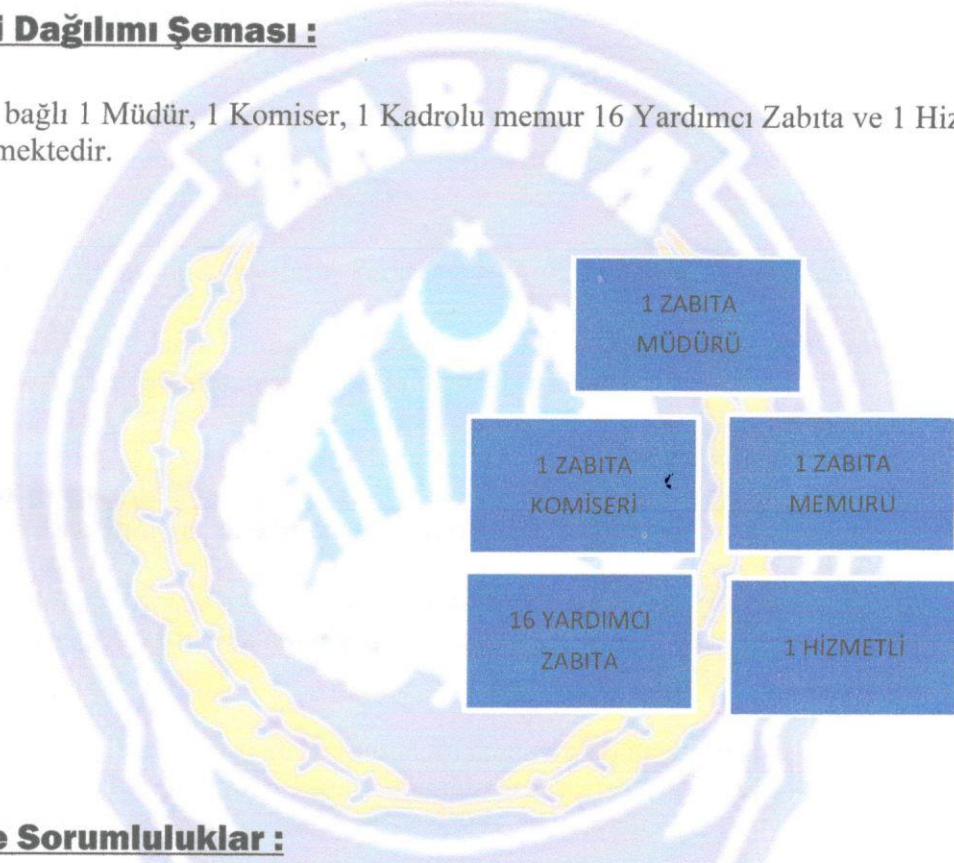 i Dağılımı Şeması :
bağlı 1 Müdür, 1 Komiser, 1 Kadrolu memur 16 Yardımcı Zabıta ve 1 Hiz
mektedir.
ZABITA
1 ZABITA
MÜDÜRÜ
1 ZABITA
KOMİSERİ
1 ZABITA
MEMURU
16 YARDIMCI
ZABITA
1 HİZMETLİ
e Sorumluluklar :